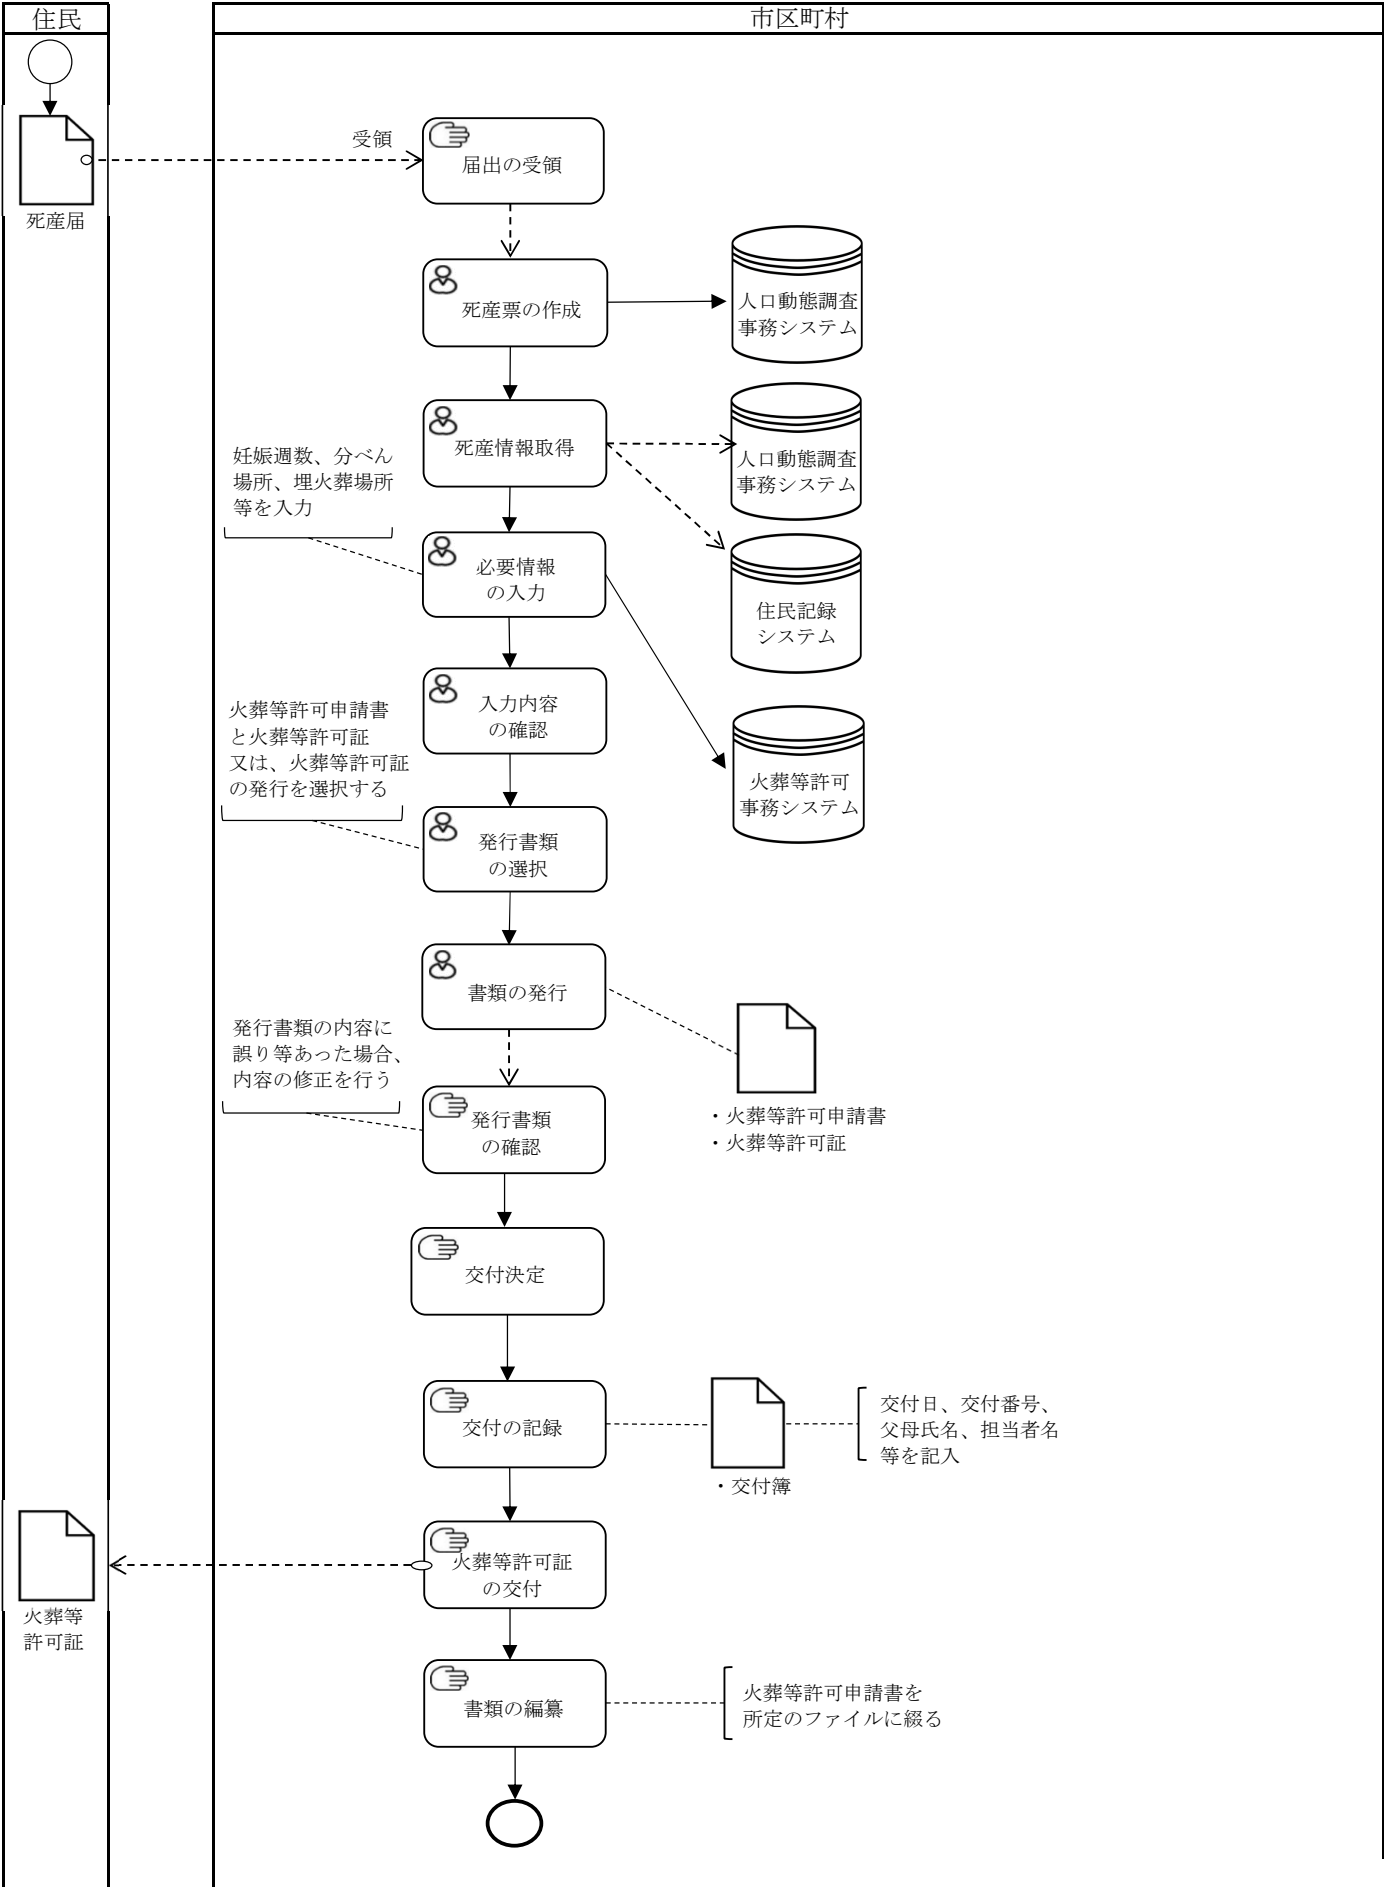 住民
市区町村
受領
届出の受領
死産届
死産票の作成
人口動態調査
事務システム
死産情報取得
人口動態調査
事務システム
妊娠週数、分べん
場所、埋火葬場所
等を入力
必要情報
の入力
住民記録
システム
入力内容
の確認
火葬等許可申請書
と火葬等許可証
又は、火葬等許可証
の発行を選択する
火葬等許可
事務システム
発行書類
の選択
書類の発行
発行書類の内容に
誤り等あった場合、
内容の修正を行う
発行書類
の確認
・火葬等許可申請書
・火葬等許可証
交付決定
交付の記録
・交付簿
交付日、交付番号、
父母氏名、担当者名
等を記入
火葬等許可証
の交付
火葬等
許可証
書類の編纂
火葬等許可申請書を
所定のファイルに綴る